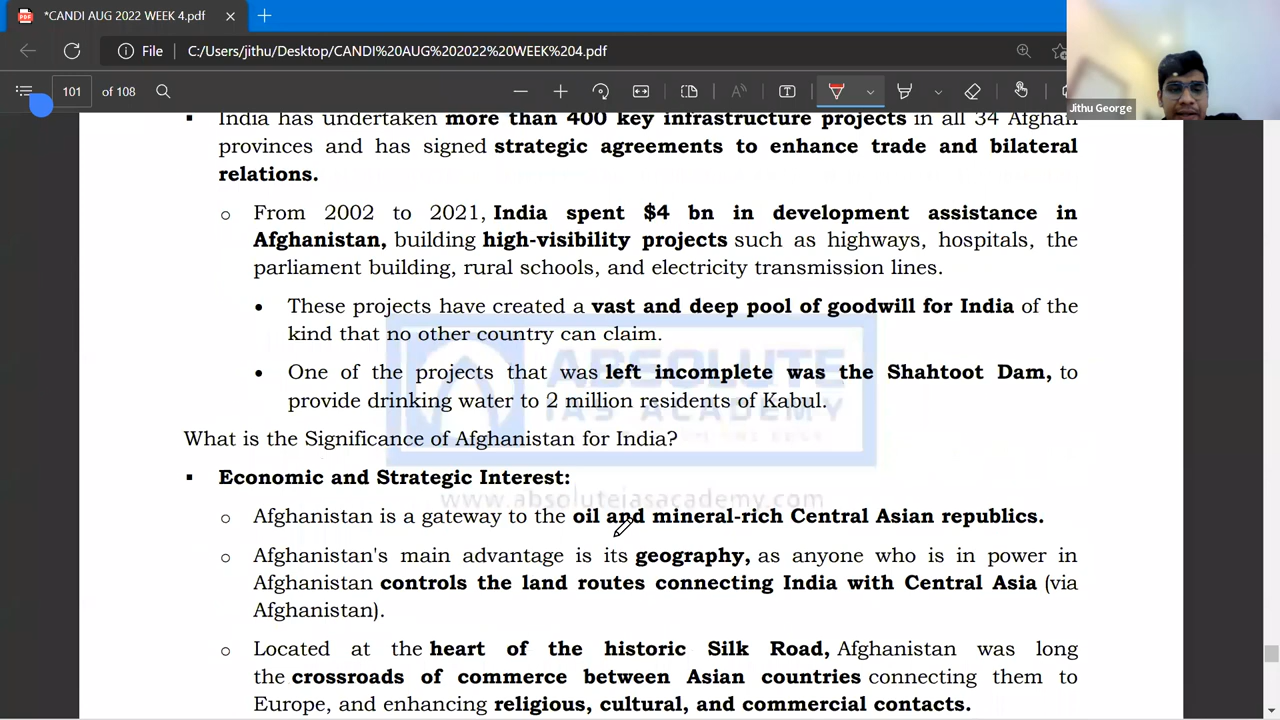 *CANDI AUG 2022 WEEK 4.pdf
File
C:/Users/jithu/Desktop/CANDI%20AUG%202022%20WEEK%204.pdf
101 of 108
Jithu George
▪ India has undertaken more than 400 key infrastructure projects in all 34 Afghan
provinces and has signed strategic agreements to enhance trade and bilateral
relations.
o From 2002 to 2021, India spent $4 bn in development assistance in
Afghanistan, building high-visibility projects such as highways, hospitals, the
parliament building, rural schools, and electricity transmission lines.
• These projects have created a vast and deep pool of goodwill for India of the
kind that no other country can claim.
• One of the projects that was left incomplete was the Shahtoot Dam, to
provide drinking water to 2 million residents of Kabul.
ABSOLUTE
IAS ACADEMY
What is the Significance of Afghanistan for India?
▪ Economic and Strategic Interest:
www.absoluteiasacademy.com
o Afghanistan is a gateway to the oil and mineral-rich Central Asian republics.
o Afghanistan's main advantage is its geography, as anyone who is in power in
Afghanistan controls the land routes connecting India with Central Asia (via
Afghanistan).
o Located at the heart of the historic Silk Road, Afghanistan was long
the crossroads of commerce between Asian countries connecting them to
Europe, and enhancing religious, cultural, and commercial contacts.